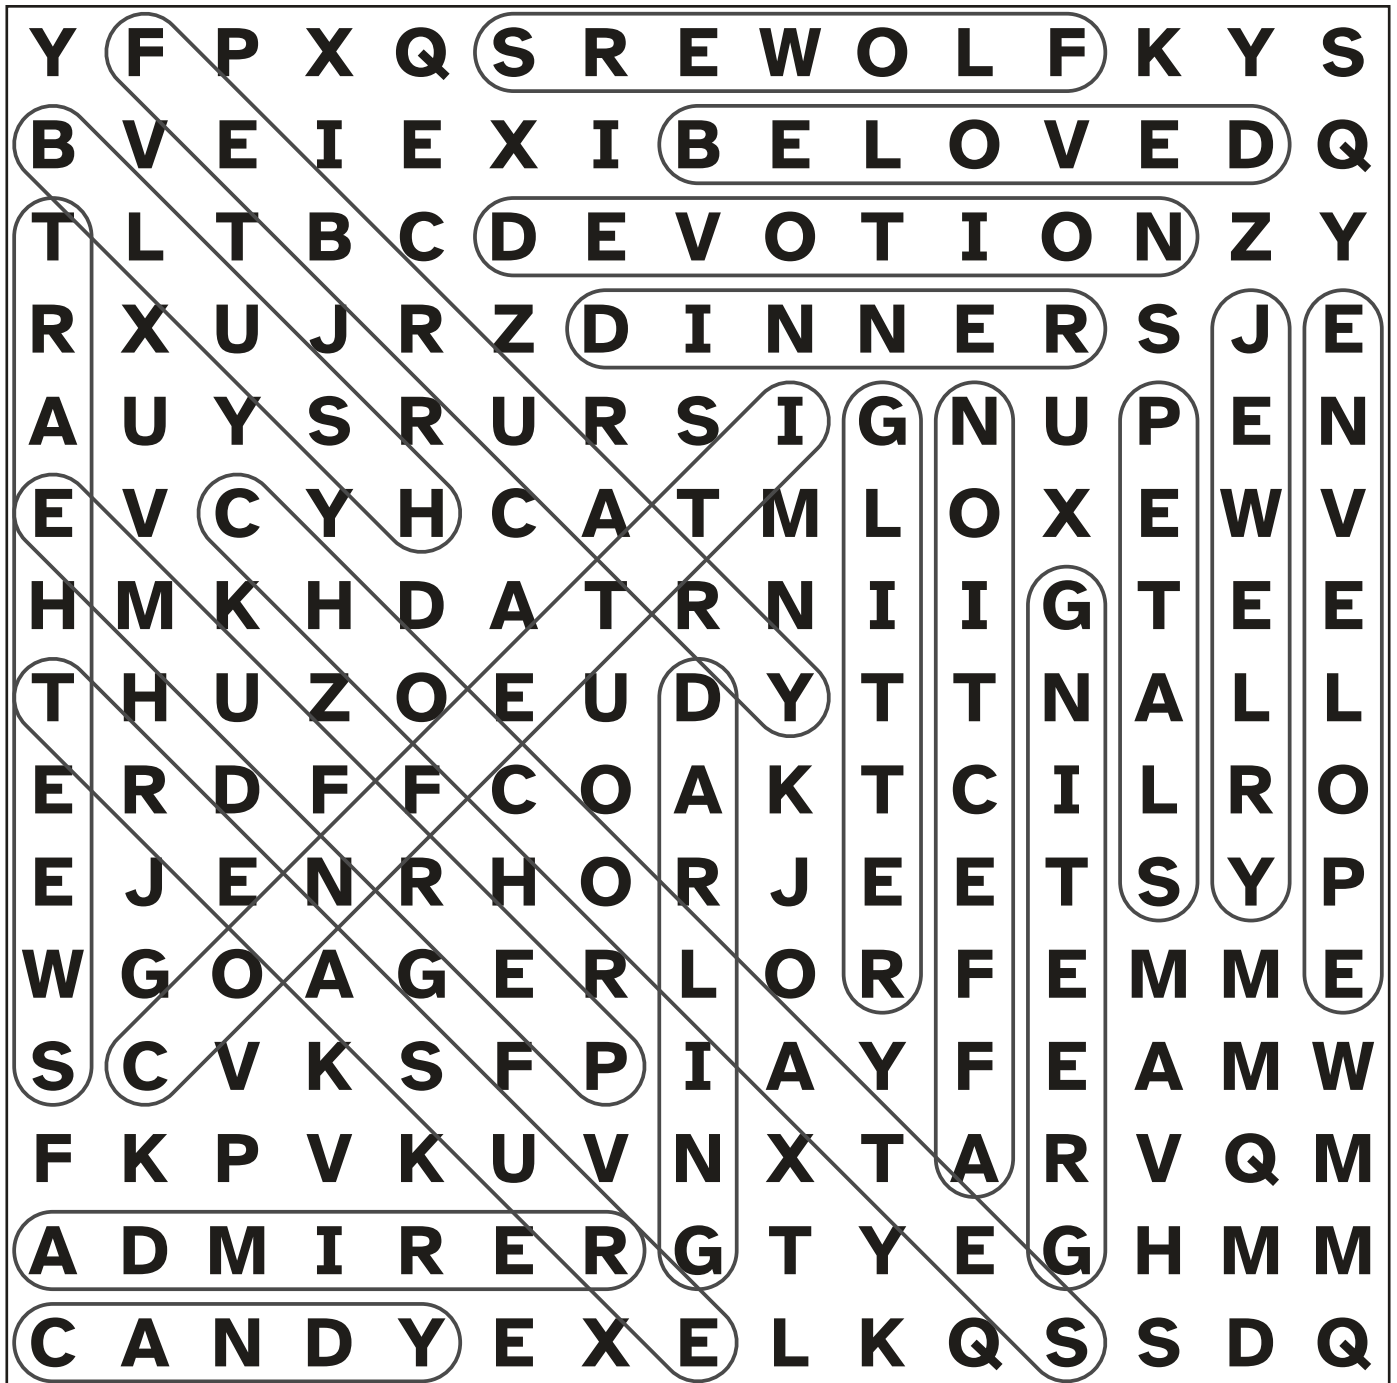 Y F P X Q S R E W O L F K Y S
B V E I E X I B E L O V E D Q
T L T B C D E V O T I O N Z Y
R X U J R Z D I N N E R S J E
A U Y S R U R S I G N U P E N
E V C Y H C A T M L O X E W V
H M K H D A T R N I I G T E E
T H U Z O E U D Y T T N A L L
E R D F F C O A K T C I L R O
E J E N R H O R J E E T S Y P
W G O A G E R L O R F E M M E
S C V K S F P I A Y F E A M W
F K P V K U V N X T A R V Q M
A D M I R E R G T Y E G H M M
C A N D Y E X E L K Q S S D Q